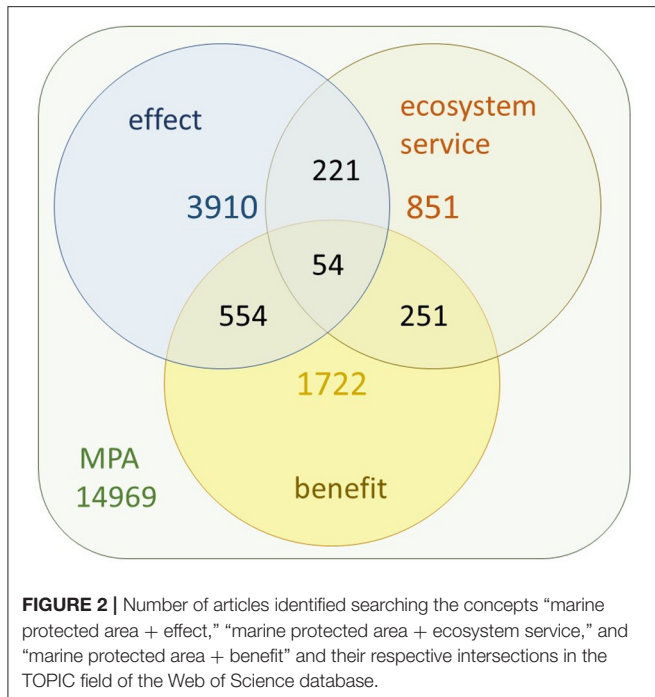 effect
ecosystem
service
221
3910
851
54
554
251
1722
MPA
14969
benefit
FIGURE 2 | Number of articles identified searching the concepts “marine
protected area + effect,” “marine protected area + ecosystem service,” and
“marine protected area + benefit” and their respective intersections in the
TOPIC field of the Web of Science database.